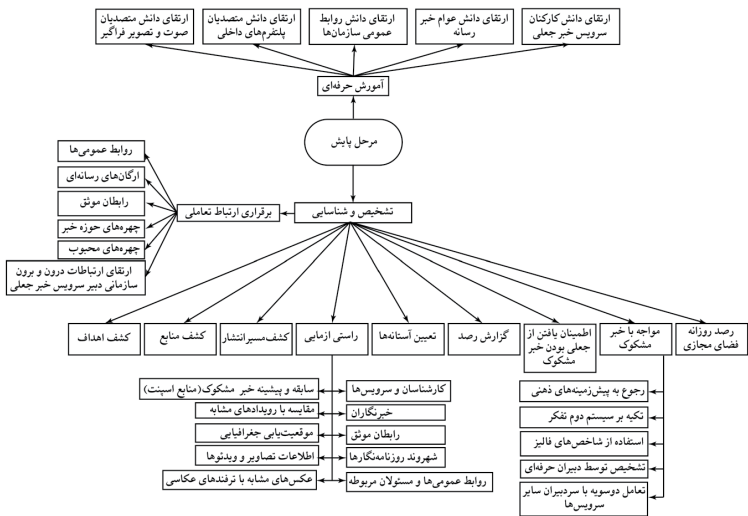 ارتقای دانش کارکنان
سرویس خبر جعلی
ارتقای دانش عوام خبر
رسانه
ارتقای دانش روابط
عمومی سازمان‌ها
ارتقای دانش متصدیان
پلتفرم‌های داخلی
ارتقای دانش متصدیان
صوت و تصویر فراگیر
آمورش حرفه‌ای
مرحل پایش
تشخیص و شناسایی
برقراری ارتباط تعاملی
روابط عمومی‌ها
ارگان‌های رسانه‌ای
رابطان موثق
چهره‌های حوزه خبر
چهره‌های محبوب
ارتقای ارتباطات درون و برون
سازمانی دبیر سرویس خبر جعلی
رصد روزانه
فضای مجازی
مواجه با خبر
مشکوک
اطمینان یافتن از
جعلی بودن خبر
مشکوک
گزارش رصد
تعیین آستانه‌ها
راستی ازمایی
کشف‌مسیرانتشار
کشف منابع
کشف اهداف
رجوع به پیش‌زمینه‌های ذهنی
تکیه بر سیستم دوم تفکر
استفاده از شاخص‌های فالیز
تشخیص توسط دبیران حرفه‌ای
تعامل دوسویه با سردبیران سایر
سرویس‌ها
کارشناسان و سرویس‌ها
خبرنگاران
رابطان موثق
شهروند روزنامه‌نگارها
روابط عمومی‌ها و مسئولان مربوطه
سابقه و پیشینه خبر مشکوک(منابع اسپنت)
مقایسه با رویدادهای مشابه
موقعیت‌یابی جغرافیایی
اطلاعات تصاویر و ویدئوها
عکس‌های مشابه با ترفندهای عکاسی